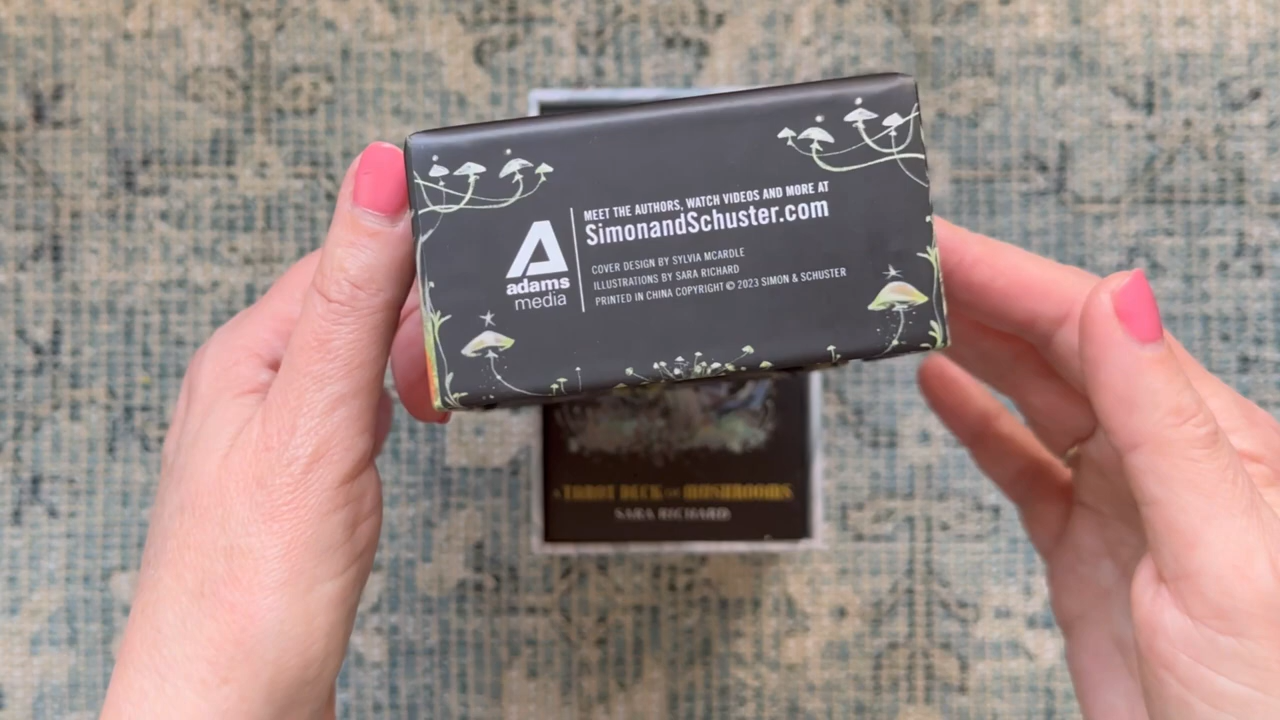 MEET THE AUTHORS, WATCH VIDEOS AND MORE AT
SimonandSchuster.com
adams
media
COVER DESIGN BY SYLVIA MCARDLE
ILLUSTRATIONS BY SARA RICHARD
PRINTED IN CHINA COPYRIGHT © 2023 SIMON & SCHUSTER
A TAROT DECK OF MUSHROOMS
SARA RICHARD